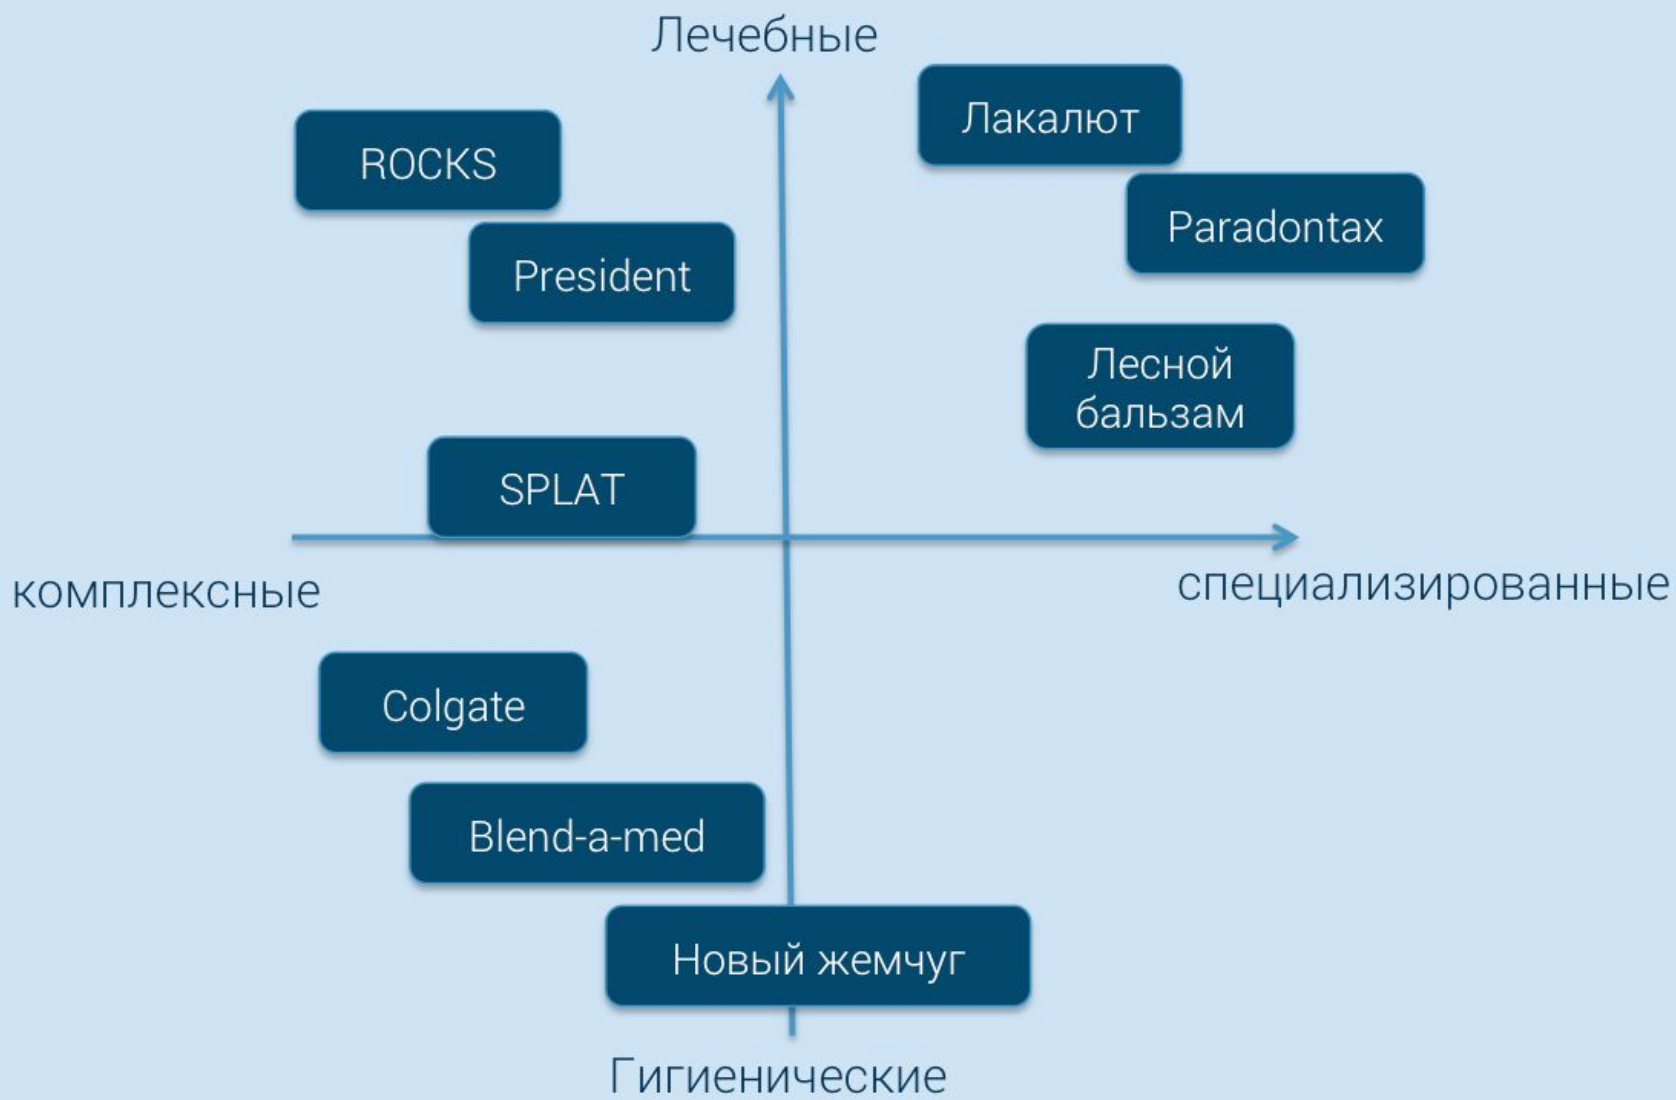 Лечебные
Лакалют
ROCKS
Paradontax
President
Лесной
бальзам
SPLAT
комплексные
специализированные
Colgate
Blend-a-med
Новый жемчуг
Гигиенические